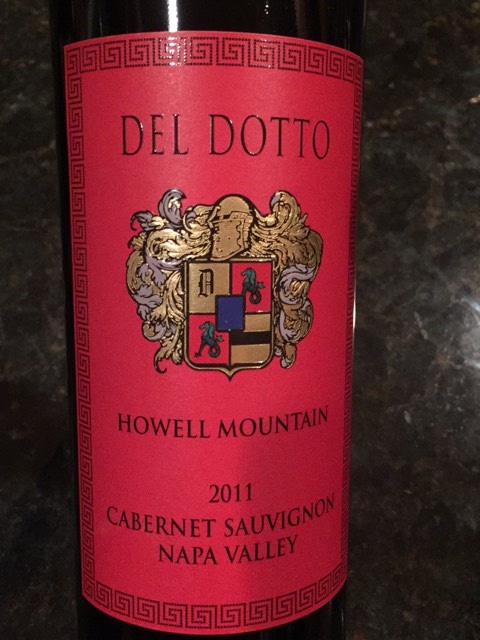 DEL DOTTO
D
HOWELL MOUNTAIN
2011
CABERNET SAUVIGNON
NAPA VALLEY